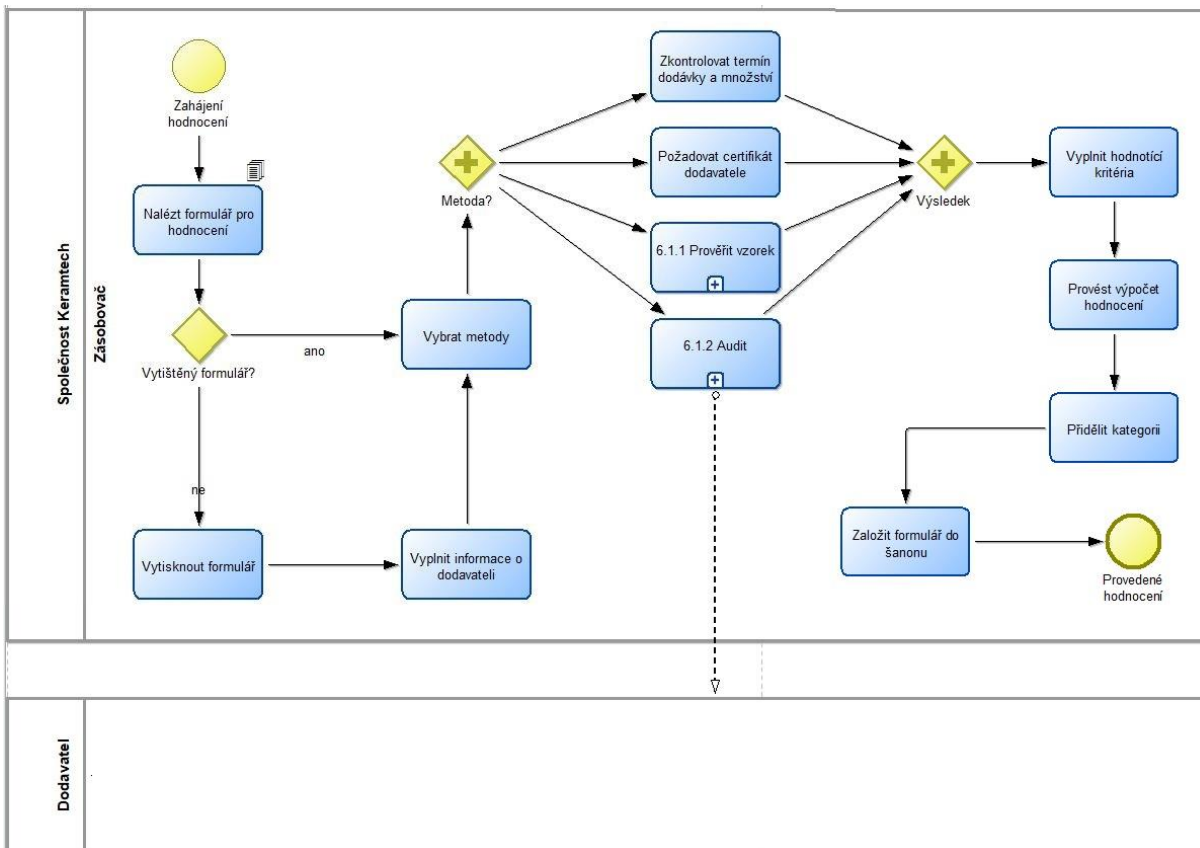 Společnost Keramtech
Zásobovač
Zahájení
hodnocení
Nalézt formulář pro
hodnocení
Vytištěný formulář?
ano
ne
Vytisknout formulář
Vyplnit informace o
dodavateli
Vybrat metody
Metoda?
Zkontrolovat termín
dodávky a množství
Požadovat certifikát
dodavatele
6.1.1 Prověřit vzorek
6.1.2 Audit
Výsledek
Vyplnit hodnotící
kritéria
Provést výpočet
hodnocení
Přidělit kategorii
Založit formulář do
šanonu
Provedené
hodnocení
Dodavatel